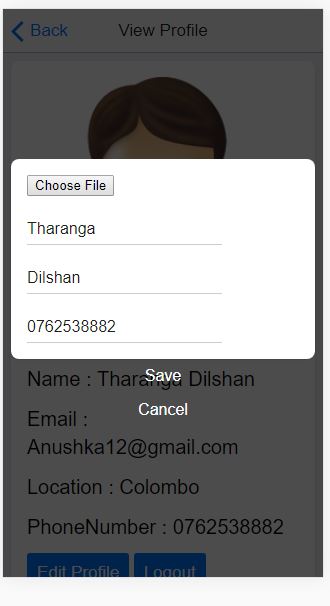 Back View Profile
Choose File
Tharanga
Dilshan
0762538882
Save
Name : Tharanga Dilshan
Cancel
Email :
Anushka12@gmail.com
Location : Colombo
PhoneNumber : 0762538882
Edit Profile Logout